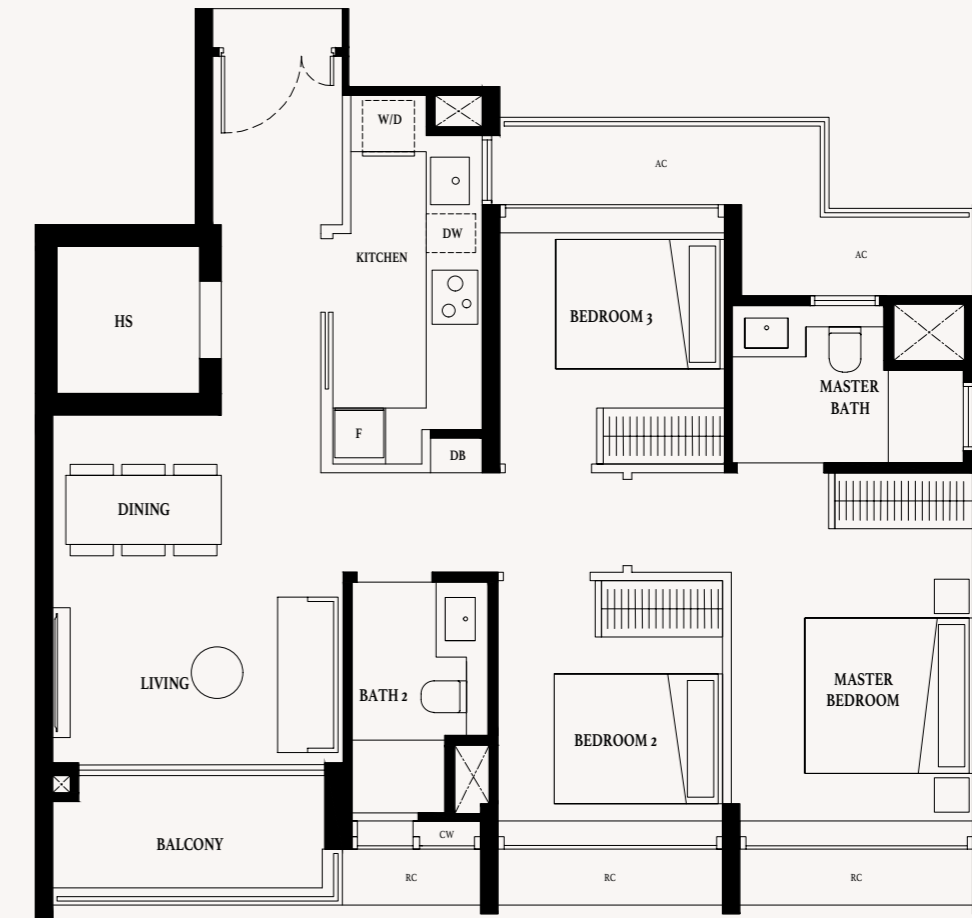 W/D
AC
DW
KITCHEN
AC
HS
BEDROOM 3
MASTER
BATH
F
DB
DINING
LIVING
BATH 2
MASTER
BEDROOM
BEDROOM 2
CW
BALCONY
RC
RC
RC